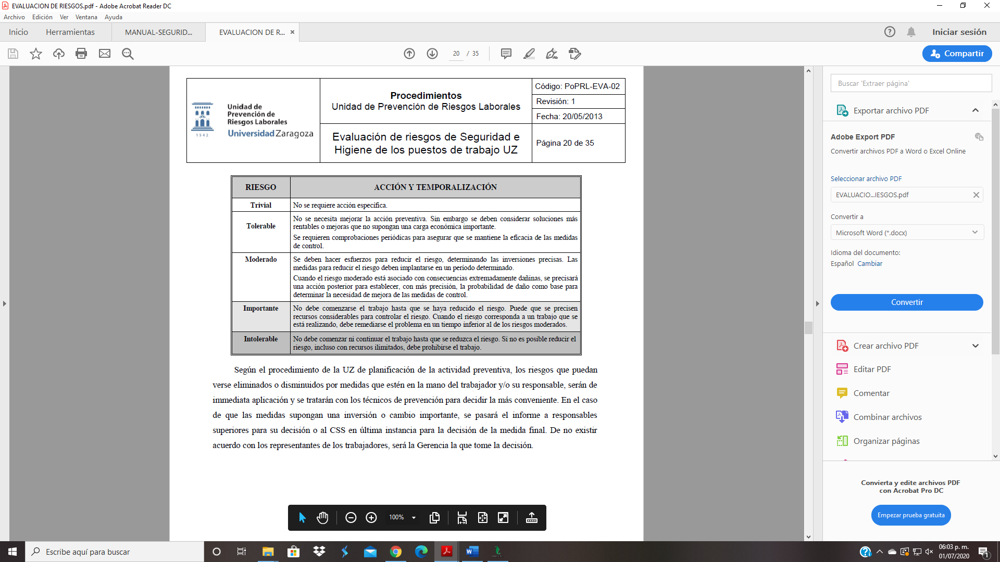 EVALUACION DE RIESGOS.pdf - Adobe Acrobat Reader DC
Archivo Edición Ver Ventana Ayuda
Inicio Herramientas MANUAL-SEGURID... EVALUACION DE R... ×
Iniciar sesión
20 / 35
Compartir
Unidad de
Prevención de
Riesgos Laborales
Universidad Zaragoza
1542
Procedimientos
Unidad de Prevención de Riesgos Laborales
Evaluación de riesgos de Seguridad e
Higiene de los puestos de trabajo UZ
Código: PoPRL-EVA-02
Revisión: 1
Fecha: 20/05/2013
Página 20 de 35
RIESGO ACCIÓN Y TEMPORALIZACIÓN
Trivial No se requiere acción específica.
Tolerable
No se necesita mejorar la acción preventiva. Sin embargo se deben considerar soluciones más
rentables o mejoras que no supongan una carga económica importante.
Se requieren comprobaciones periódicas para asegurar que se mantiene la eficacia de las medidas
de control.
Moderado
Se deben hacer esfuerzos para reducir el riesgo, determinando las inversiones precisas. Las
medidas para reducir el riesgo deben implantarse en un período determinado.
Cuando el riesgo moderado está asociado con consecuencias extremadamente dañinas, se precisará
una acción posterior para establecer, con más precisión, la probabilidad de daño como base para
determinar la necesidad de mejora de las medidas de control.
Importante
No debe comenzarse el trabajo hasta que se haya reducido el riesgo. Puede que se precisen
recursos considerables para controlar el riesgo. Cuando el riesgo corresponda a un trabajo que se
está realizando, debe remediarse el problema en un tiempo inferior al de los riesgos moderados.
Intolerable
No debe comenzar ni continuar el trabajo hasta que se reduzca el riesgo. Si no es posible reducir el
riesgo, incluso con recursos ilimitados, debe prohibirse el trabajo.
Según el procedimiento de la UZ de planificación de la actividad preventiva, los riesgos que puedan
verse eliminados o disminuidos por medidas que estén en la mano del trabajador y/o su responsable, serán de
immediata aplicación y se tratarán con los técnicos de prevención para decidir la más conveniente. En el caso
de que las medidas supongan una inversión o cambio importante, se pasará el informe a responsables
superiores para su decisión o al CSS en última instancia para la decisión de la medida final. De no existir
acuerdo con los representantes de los trabajadores, será la Gerencia la que tome la decisión.
100%
Buscar 'Extraer página'
Exportar archivo PDF
Adobe Export PDF
Convertir archivos PDF a Word o Excel Online
Seleccionar archivo PDF
EVALUACIO...IESGOS.pdf
Convertir a
Microsoft Word (*.docx)
Idioma del documento:
Español Cambiar
Convertir
Crear archivo PDF
Editar PDF
Comentar
Combinar archivos
Organizar páginas
Convierta y edite archivos PDF
con Acrobat Pro DC
Empezar prueba gratuita
Escribe aquí para buscar
06:03 p. m.
01/07/2020
1